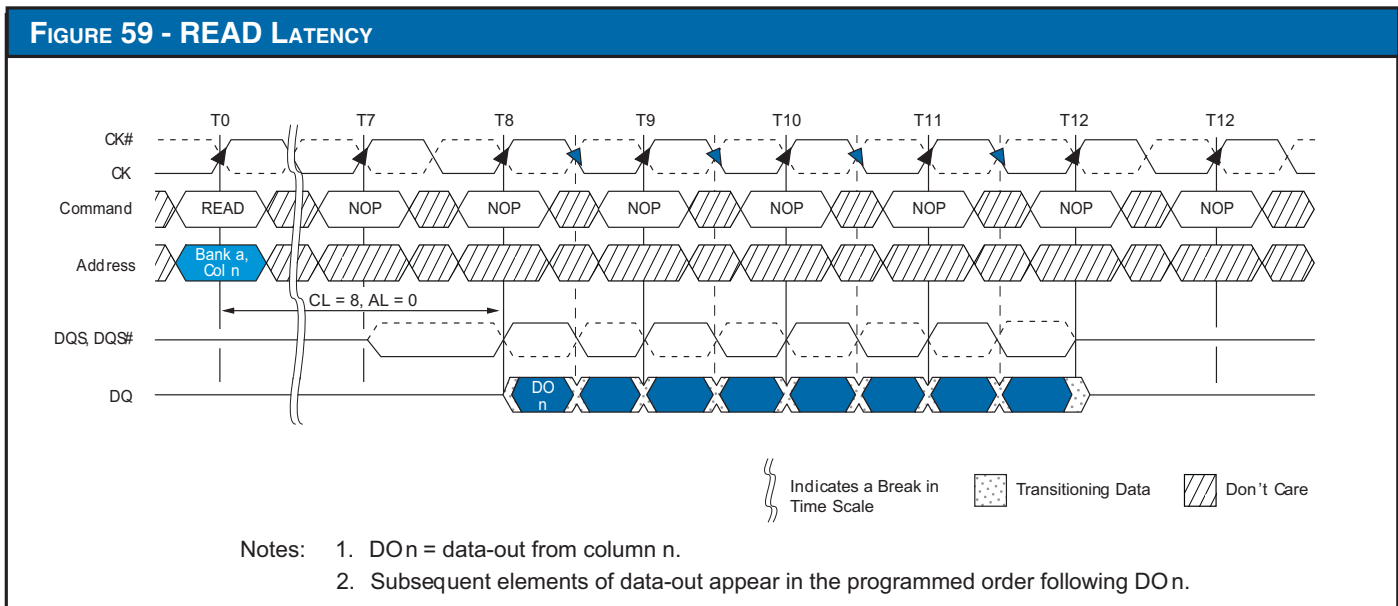 FIGURE 59 - READ LATENCY
T0 T7 T8 T9 T10 T11 T12 T12
CK#
CK
Command READ NOP NOP NOP NOP NOP NOP NOP
Address Bank a,
Col n
CL = 8, AL = 0
DQS, DQS#
DQ DO
n
Indicates a Break in
Time Scale
Transitioning Data
Don't Care
Notes: 1. DO n = data-out from column n.
2. Subsequent elements of data-out appear in the programmed order following DO n.